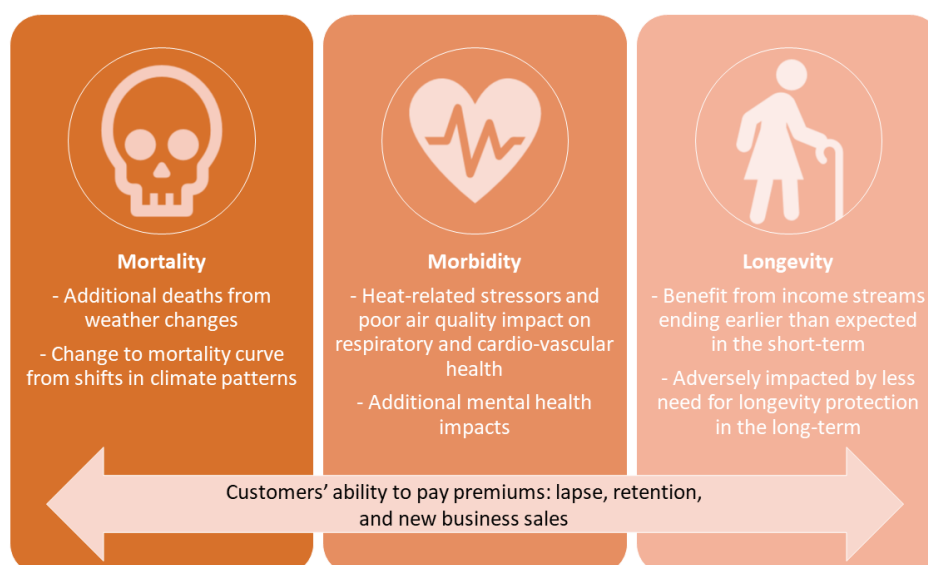 Mortality
- Additional deaths from
weather changes
- Change to mortality curve
from shifts in climate patterns
Morbidity
- Heat-related stressors and
poor air quality impact on
respiratory and cardio-vascular
health
- Additional mental health
impacts
Longevity
- Benefit from income streams
ending earlier than expected
in the short-term
- Adversely impacted by less
need for longevity protection
in the long-term
Customers’ ability to pay premiums: lapse, retention,
and new business sales